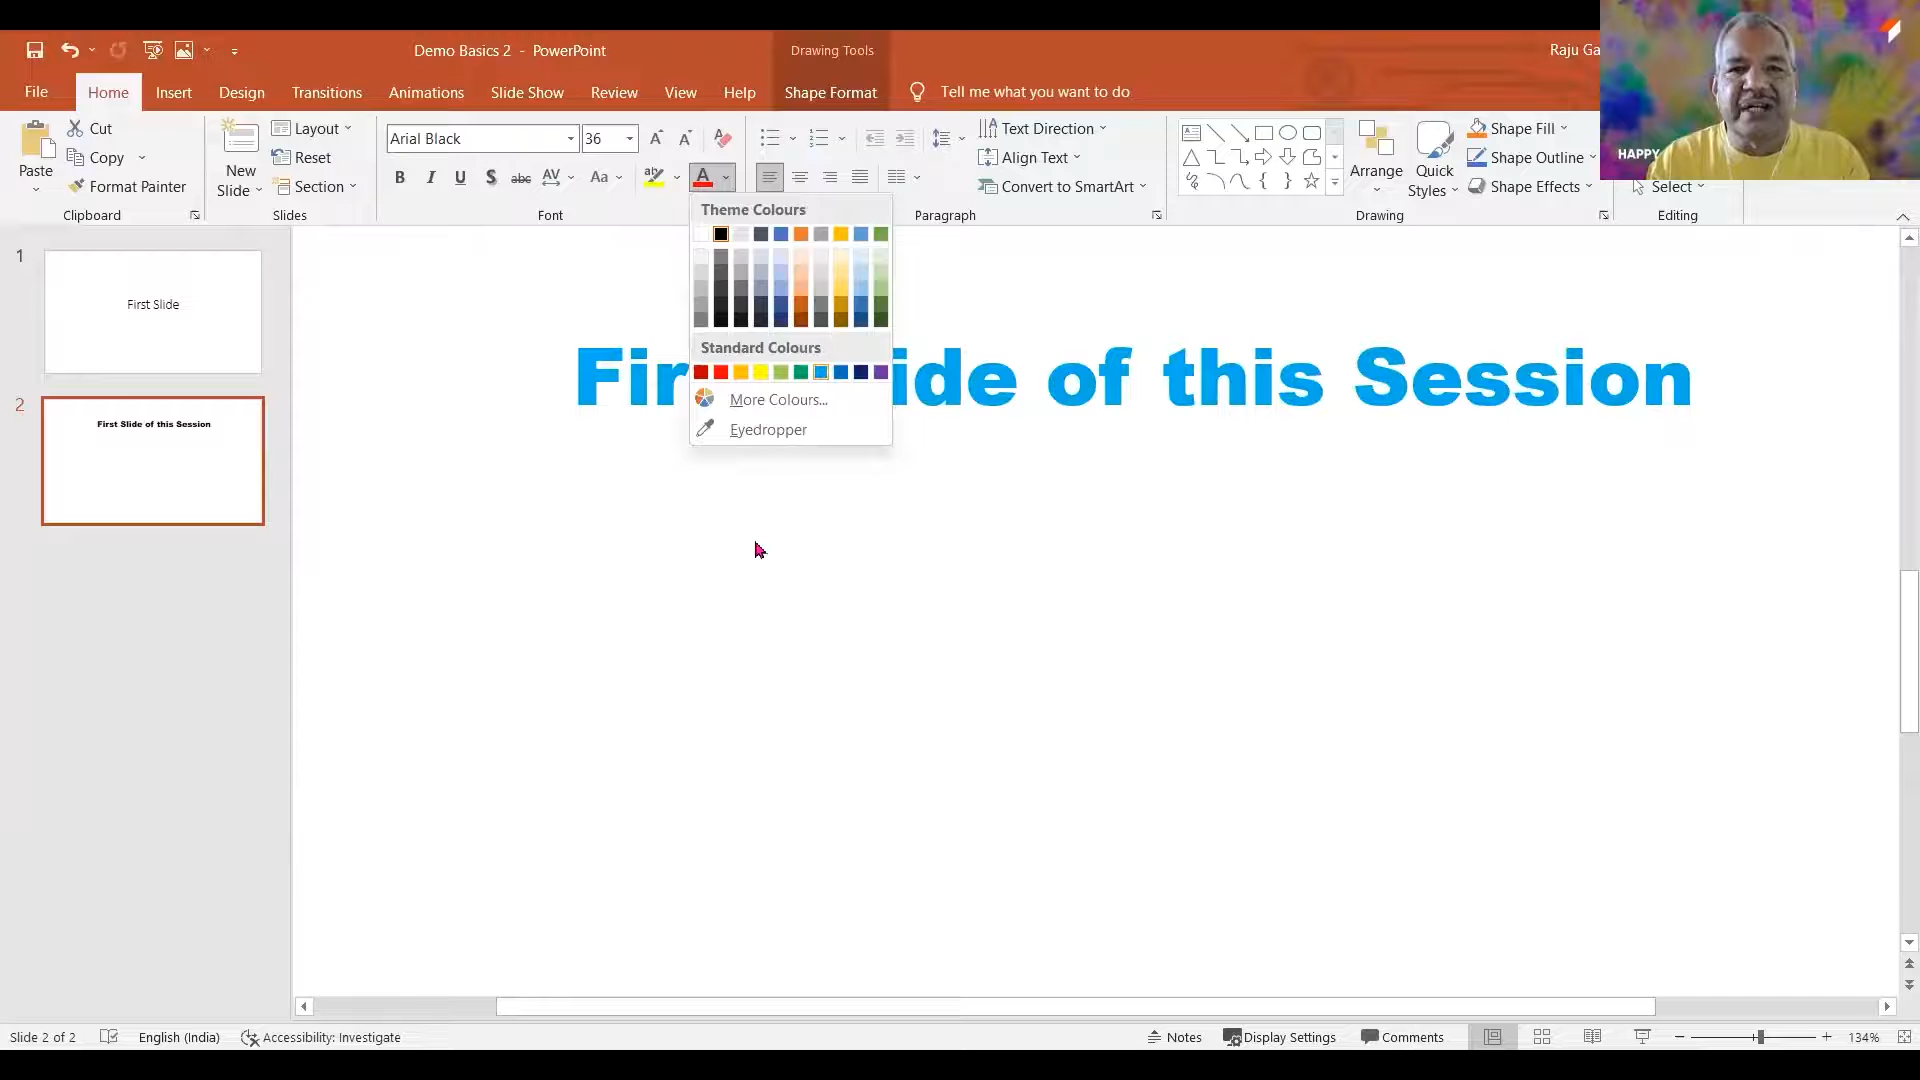 Demo Basics 2 - PowerPoint
Drawing Tools
Raju Ga
File
Home
Insert
Design
Transitions
Animations
Slide Show
Review
View
Help
Shape Format
Tell me what you want to do
Paste
Cut
Copy
Format Painter
Clipboard
New
Slide
Layout
Reset
Section
Slides
Arial Black
36
B I U S abc AV Aa
Font
Text Direction
Align Text
Convert to SmartArt
Paragraph
Arrange
Quick
Styles
Shape Fill
Shape Outline
Shape Effects
Drawing
Select
Editing
HAPPY
Theme Colours
Standard Colours
More Colours...
Eyedropper
1
First Slide
2
First Slide of this Session
Fir ide of this Session
Slide 2 of 2
English (India)
Accessibility: Investigate
Notes
Display Settings
Comments
134%